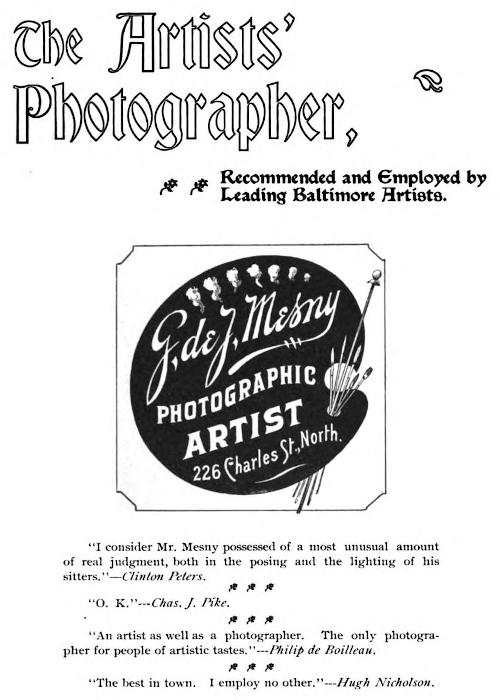 The Artists'
Photographer,
Recommended and Employed by
Leading Baltimore Artists.
G. de J. Mesny
PHOTOGRAPHIC
ARTIST
226 Charles St., North.
"I consider Mr. Mesny possessed of a most unusual amount
of real judgment, both in the posing and the lighting of his
sitters."—Clinton Peters.
"O. K."---Chas. J. Pike.
"An artist as well as a photographer. The only photogra-
pher for people of artistic tastes."---Philip de Boilleau.
"The best in town. I employ no other."---Hugh Nicholson.